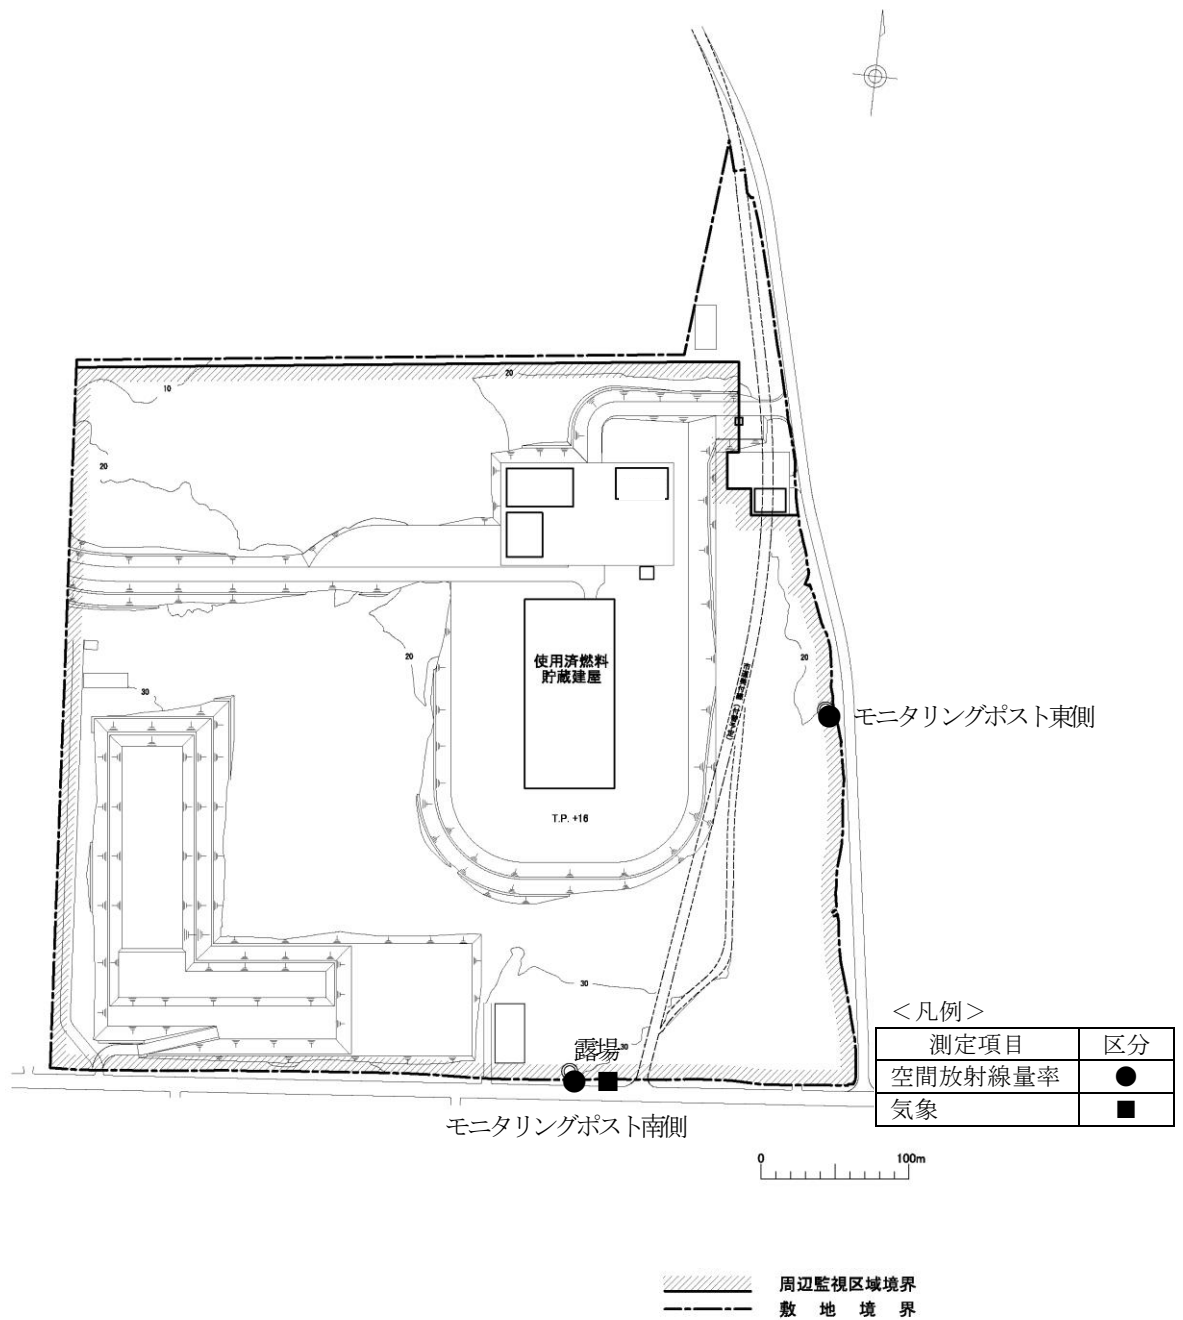 10
20
20
使用済燃料
貯蔵建屋
20
20
30
モニタリングポスト東側
T.P. +16
30
30
露場
モニタリングポスト南側
＜凡例＞
測定項目 区分
空間放射線量率 ●
気象 ■
0 100m
周辺監視区域境界
敷地境界